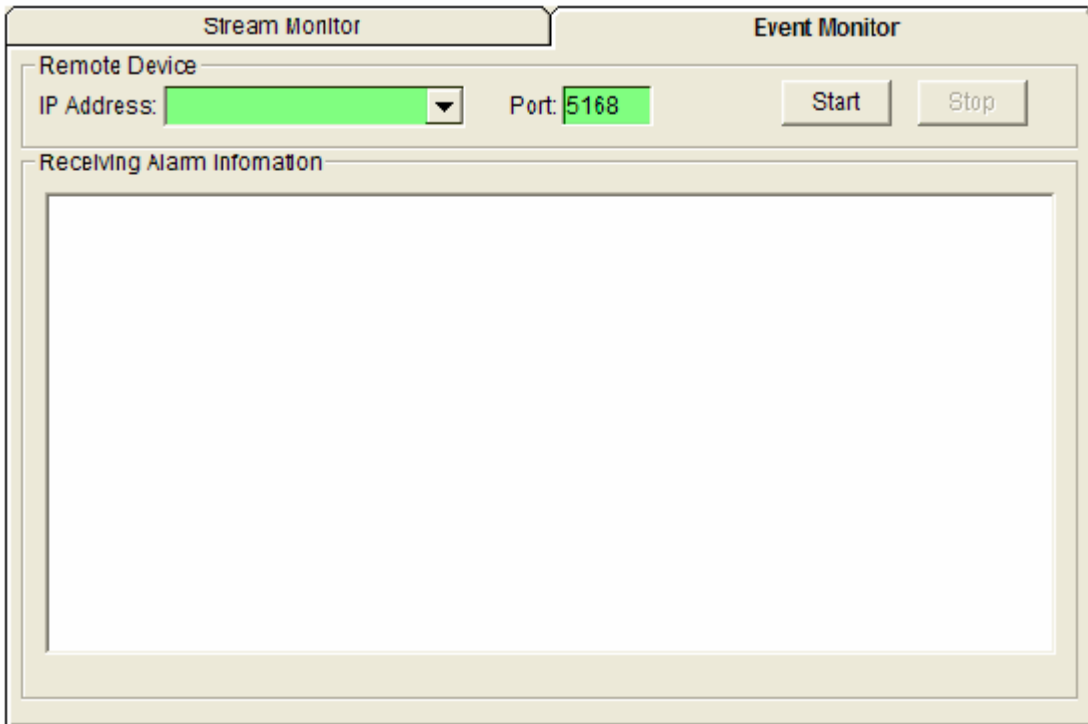 Stream Monitor
Event Monitor
Remote Device
IP Address:
Port: 5168
Start
Stop
Receiving Alarm Infomation